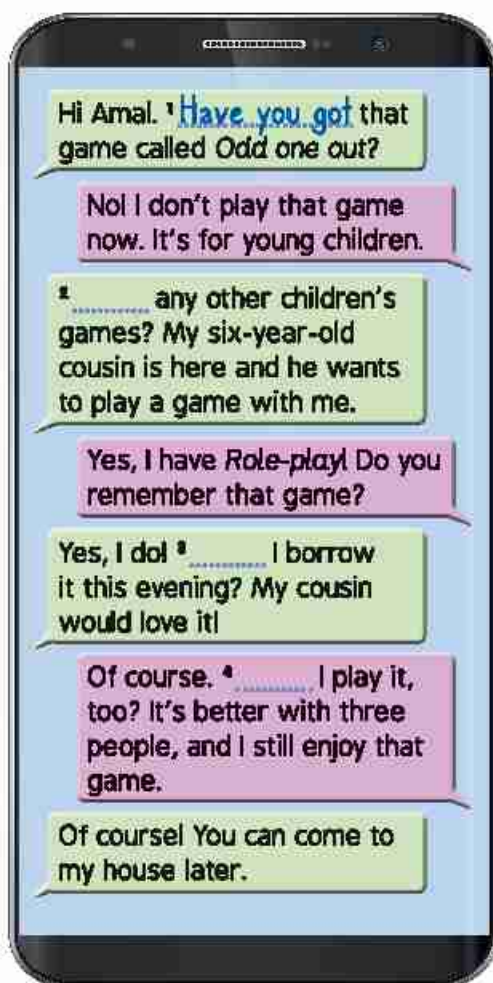 Hi Amal. ¹Have you got that
game called Odd one out?
No! I don't play that game
now. It's for young children.
² ........ any other children's
games? My six-year-old
cousin is here and he wants
to play a game with me.
Yes, I have Role-play! Do you
remember that game?
Yes, I do! ³ ........ I borrow
it this evening? My cousin
would love it!
Of course. ⁴ ........ I play it,
too? It's better with three
people, and I still enjoy that
game.
Of course! You can come to
my house later.